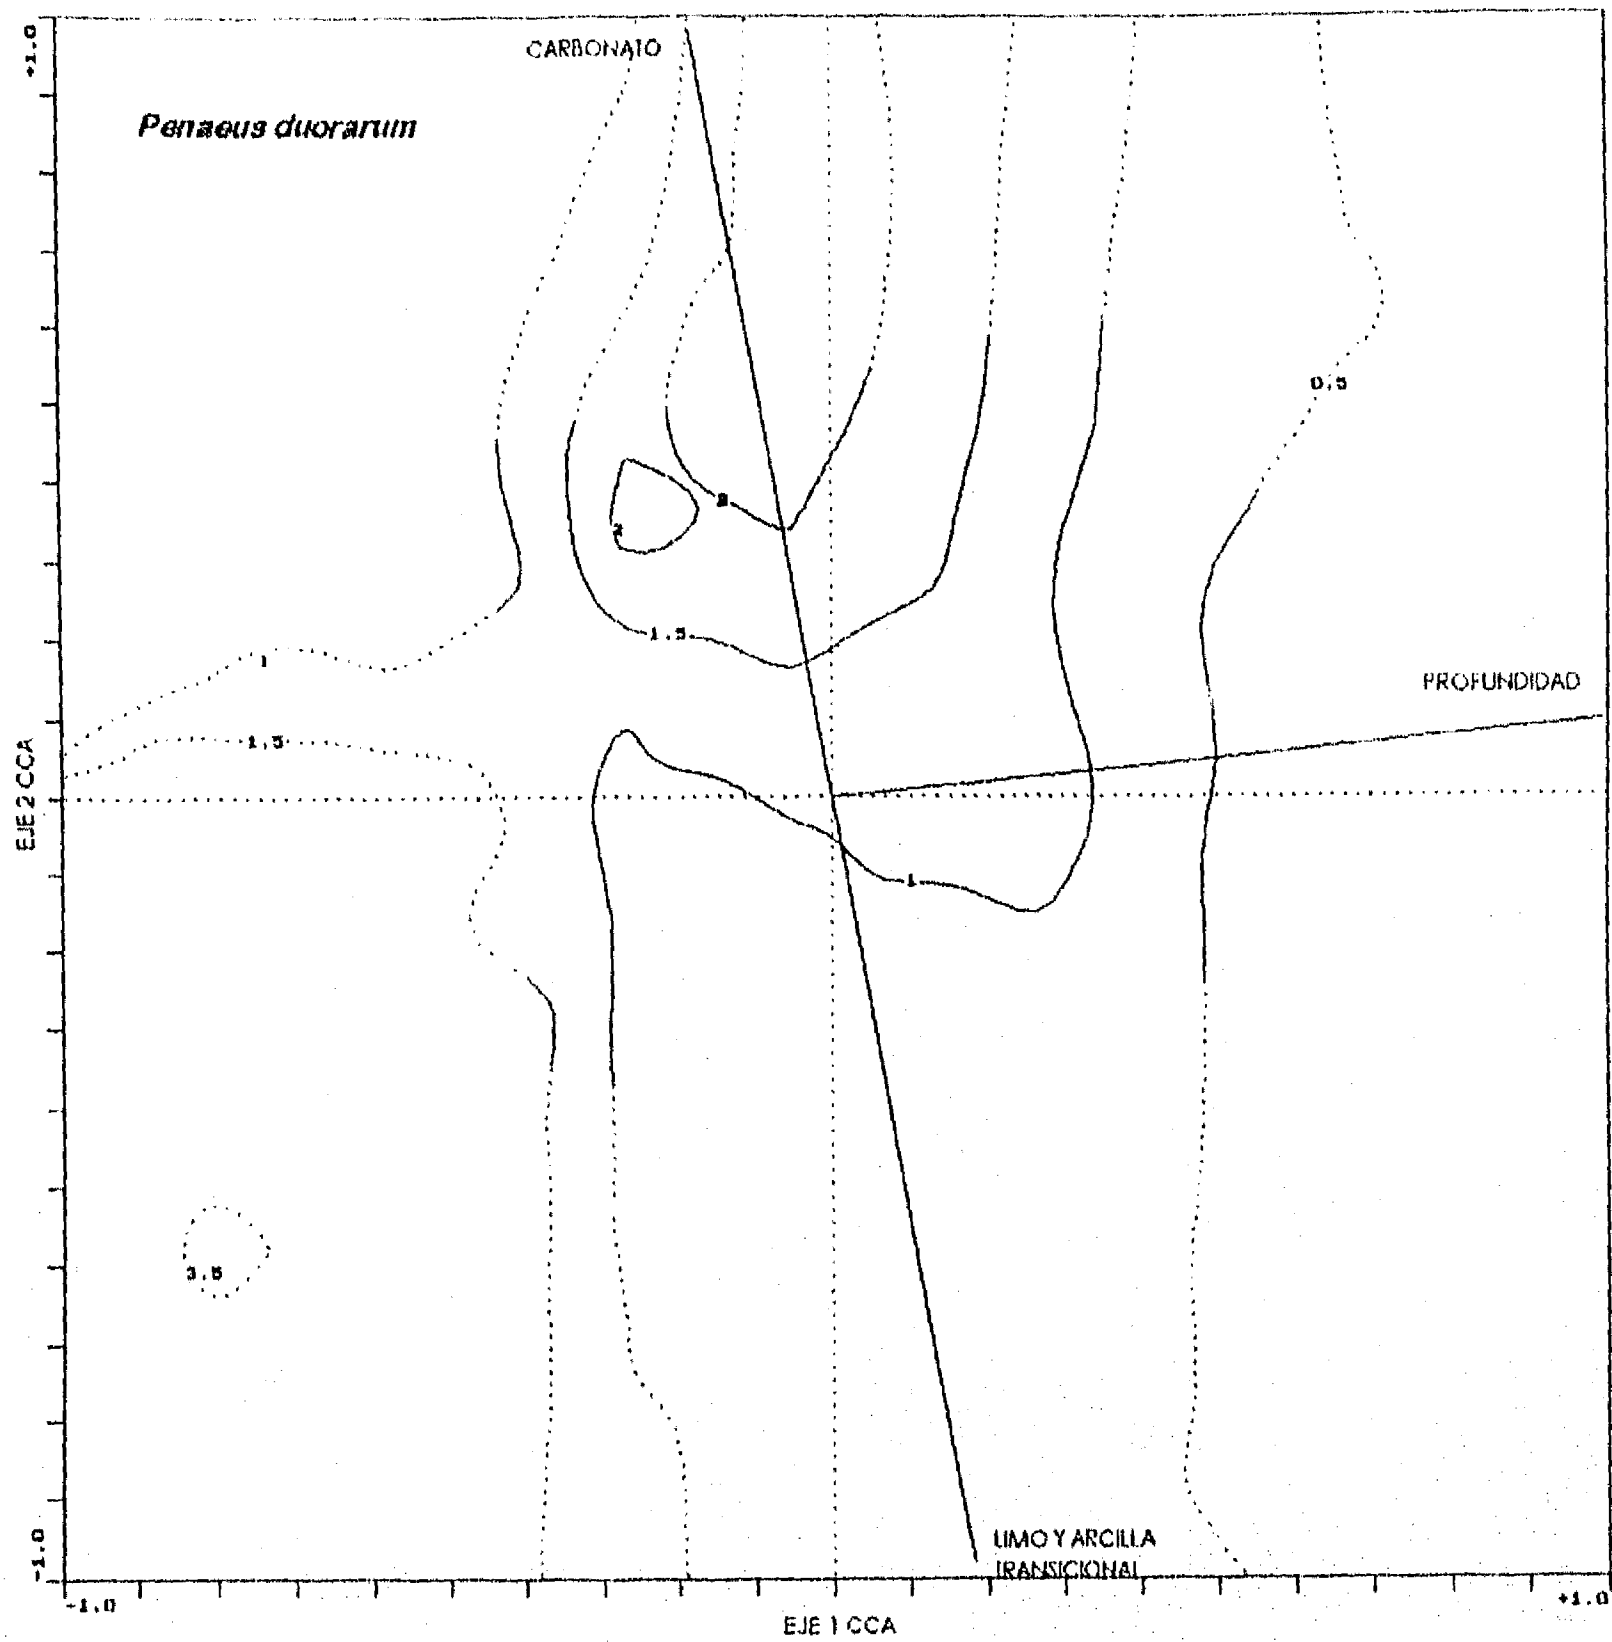 +1.0
CARBONATO
Penaeus duorarum
0.5
2
2
1.5
1
PROFUNDIDAD
1.5
EJE 2 CCA
1
3.5
LIMO Y ARCILLA
TRANSICIONAL
-1.0
-1.0
+1.0
EJE 1 CCA